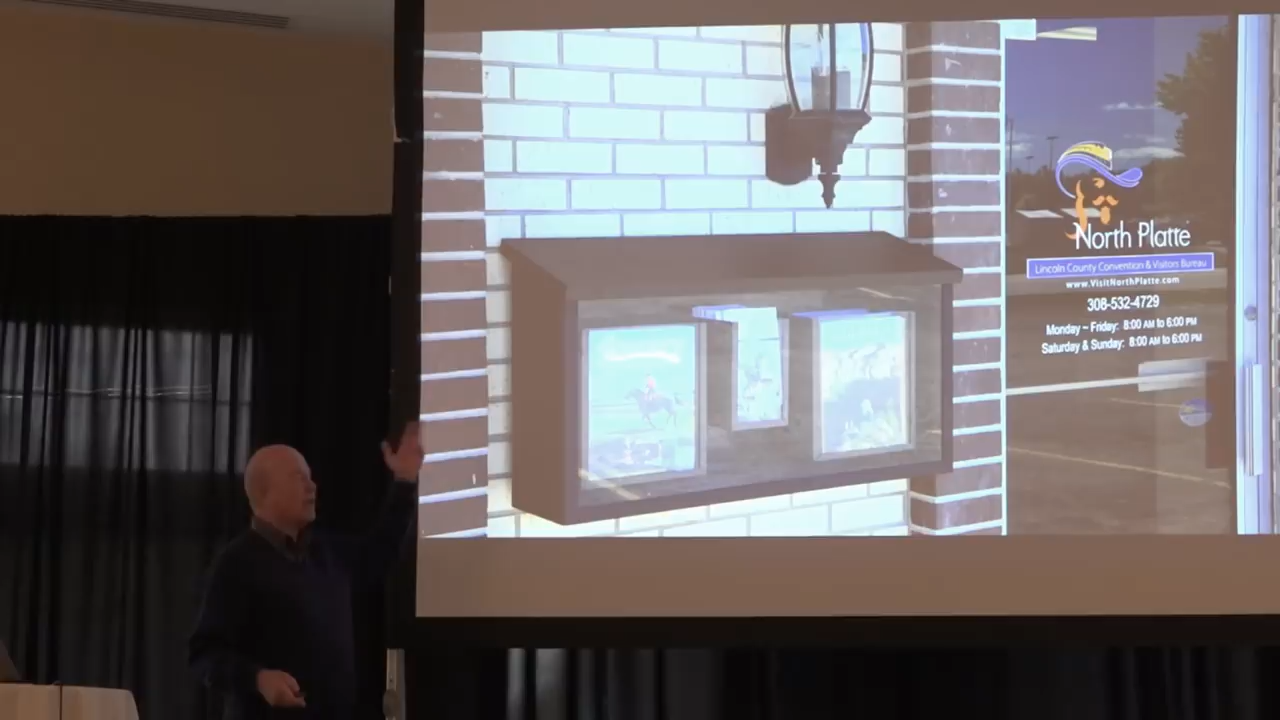 North Platte
Lincoln County Convention & Visitors Bureau
www.VisitNorthPlatte.com
308-532-4729
Monday ~ Friday: 8:00 AM to 6:00 PM
Saturday & Sunday: 8:00 AM to 6:00 PM